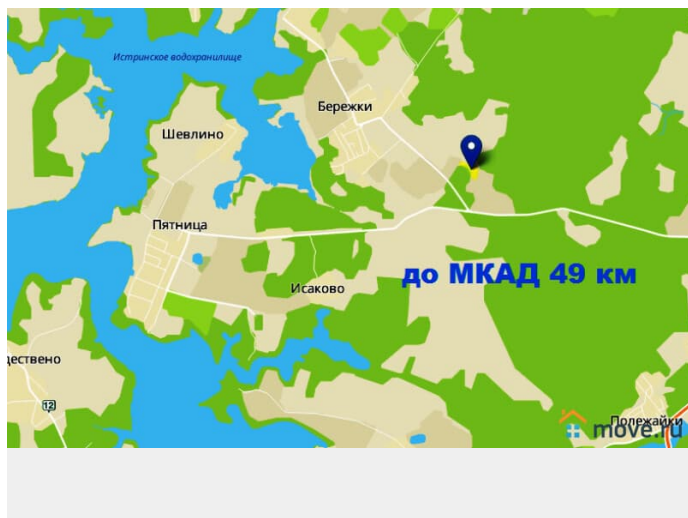 Истринское водохранилище
Бережки
Шевлино
Пятница
до МКАД 49 км
Исаково
дествено
12
Полежайки
move.ru